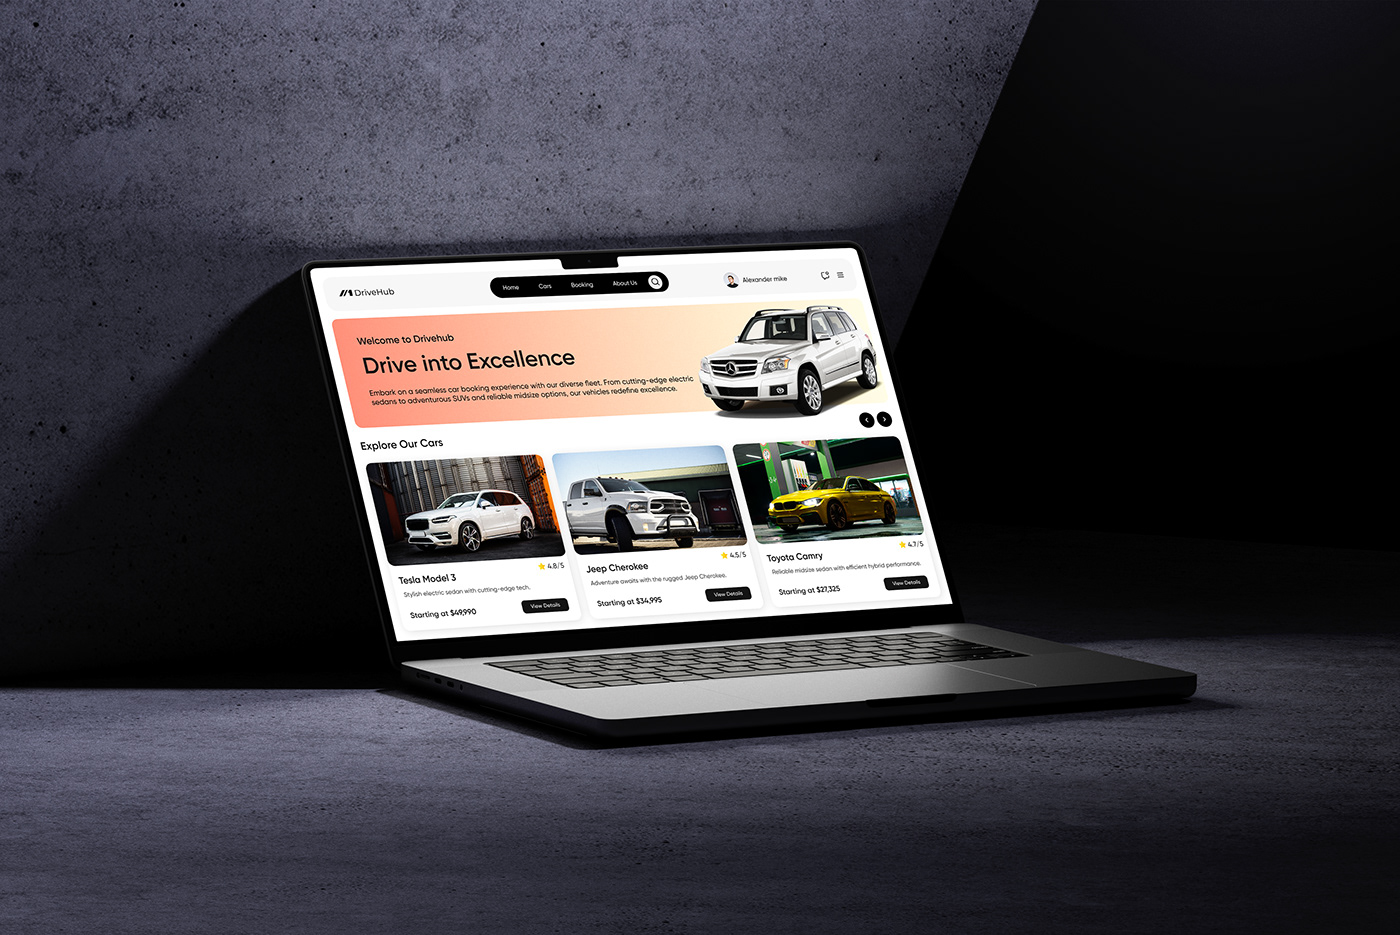 DriveHub
Home Cars Booking About Us
Alexander mike
Welcome to Drivehub
Drive into Excellence
Embark on a seamless car booking experience with our diverse fleet. From cutting-edge electric
sedans to adventurous SUVs and reliable midsize options, our vehicles redefine excellence.
Explore Our Cars
4.8/5
Tesla Model 3
Stylish electric sedan with cutting-edge tech.
Starting at $49,990
View Details
4.5/5
Jeep Cherokee
Adventure awaits with the rugged Jeep Cherokee.
Starting at $34,995
View Details
4.7/5
Toyota Camry
Reliable midsize sedan with efficient hybrid performance.
Starting at $27,325
View Details